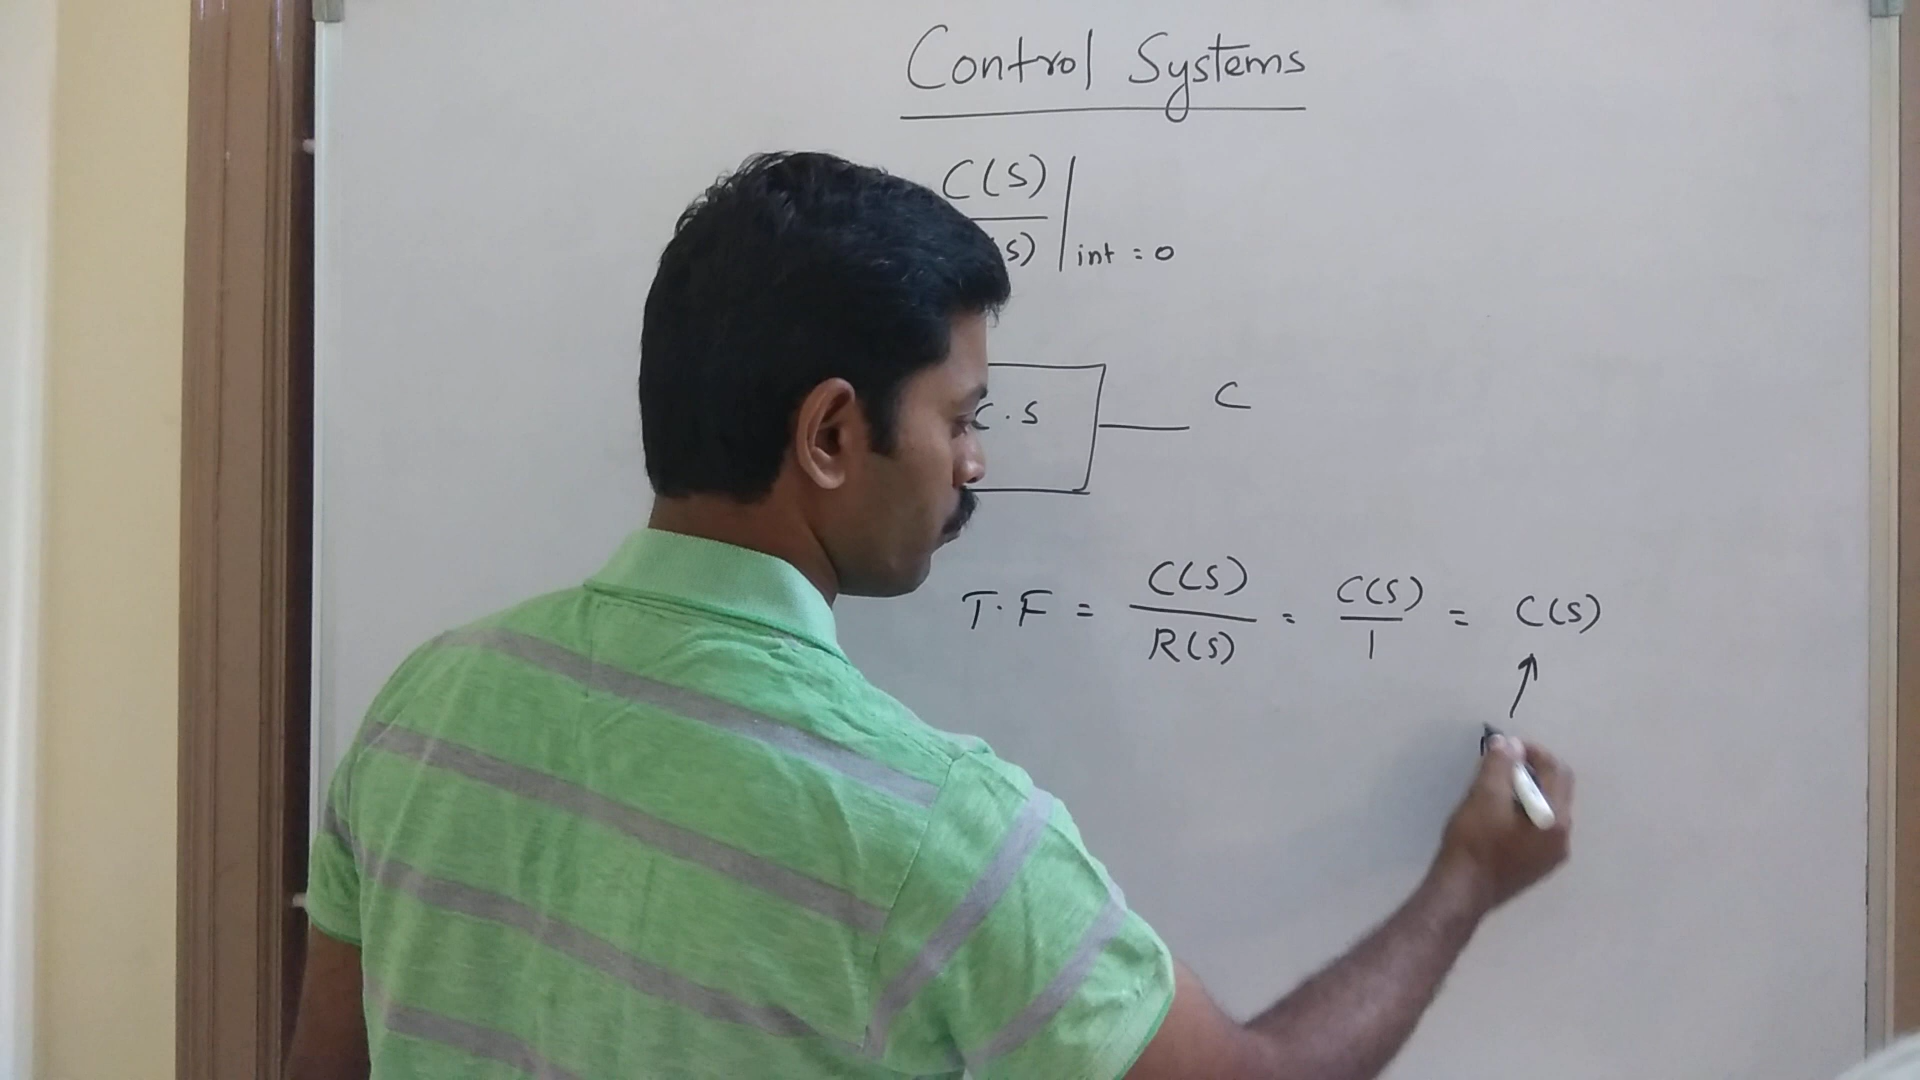 Control Systems
C(S)
S) | int = 0
C.S C
T.F = C(S) / R(S) = C(S) / 1 = C(S)